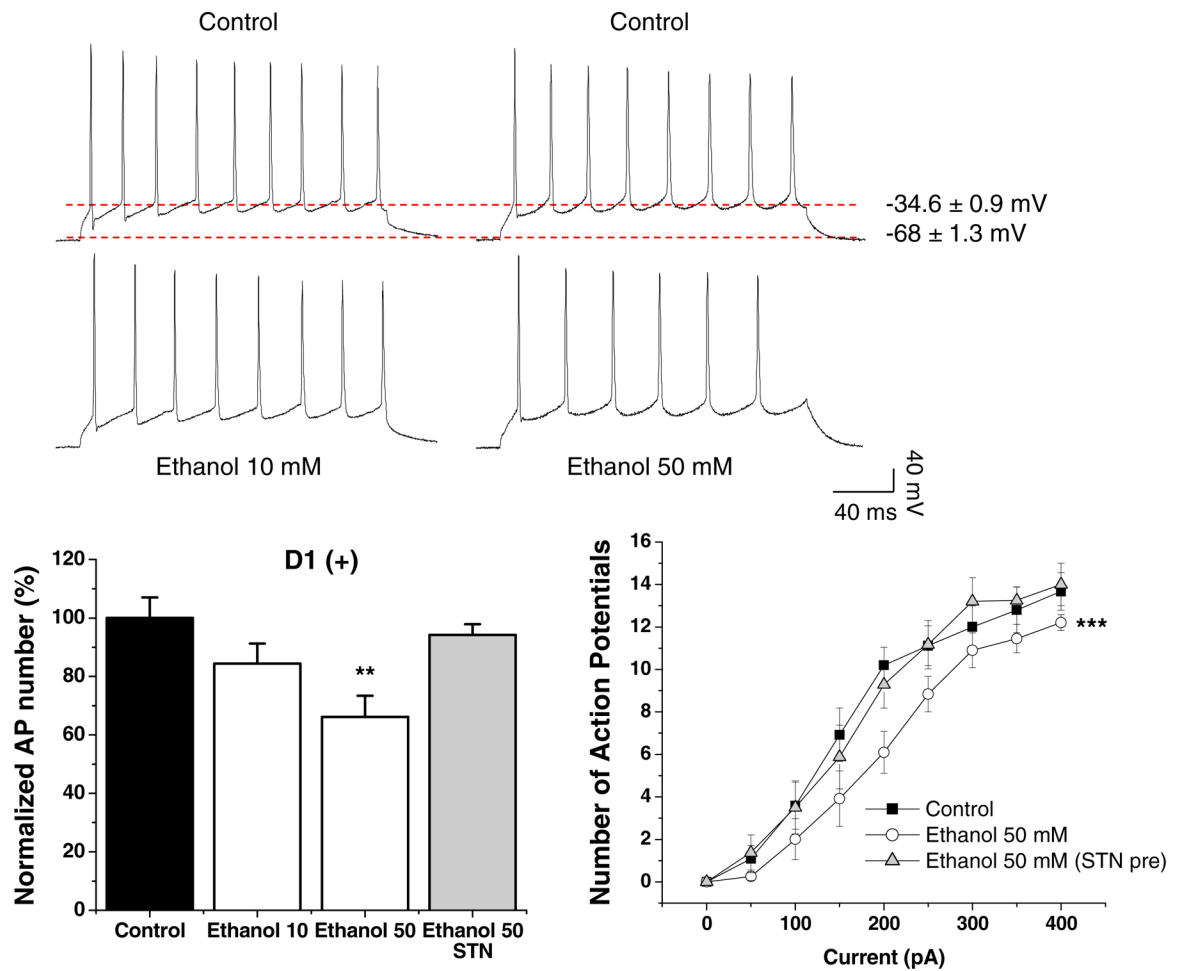 Control
Control
-34.6 ± 0.9 mV
-68 ± 1.3 mV
Ethanol 10 mM
Ethanol 50 mM
40 mV
40 ms
D1 (+)
Normalized AP number (%)
120
100
80
60
40
20
0
**
Control
Ethanol 10
Ethanol 50
Ethanol 50
STN
Number of Action Potentials
16
14
12
10
8
6
4
2
0
***
Control
Ethanol 50 mM
Ethanol 50 mM (STN pre)
0 100 200 300 400
Current (pA)